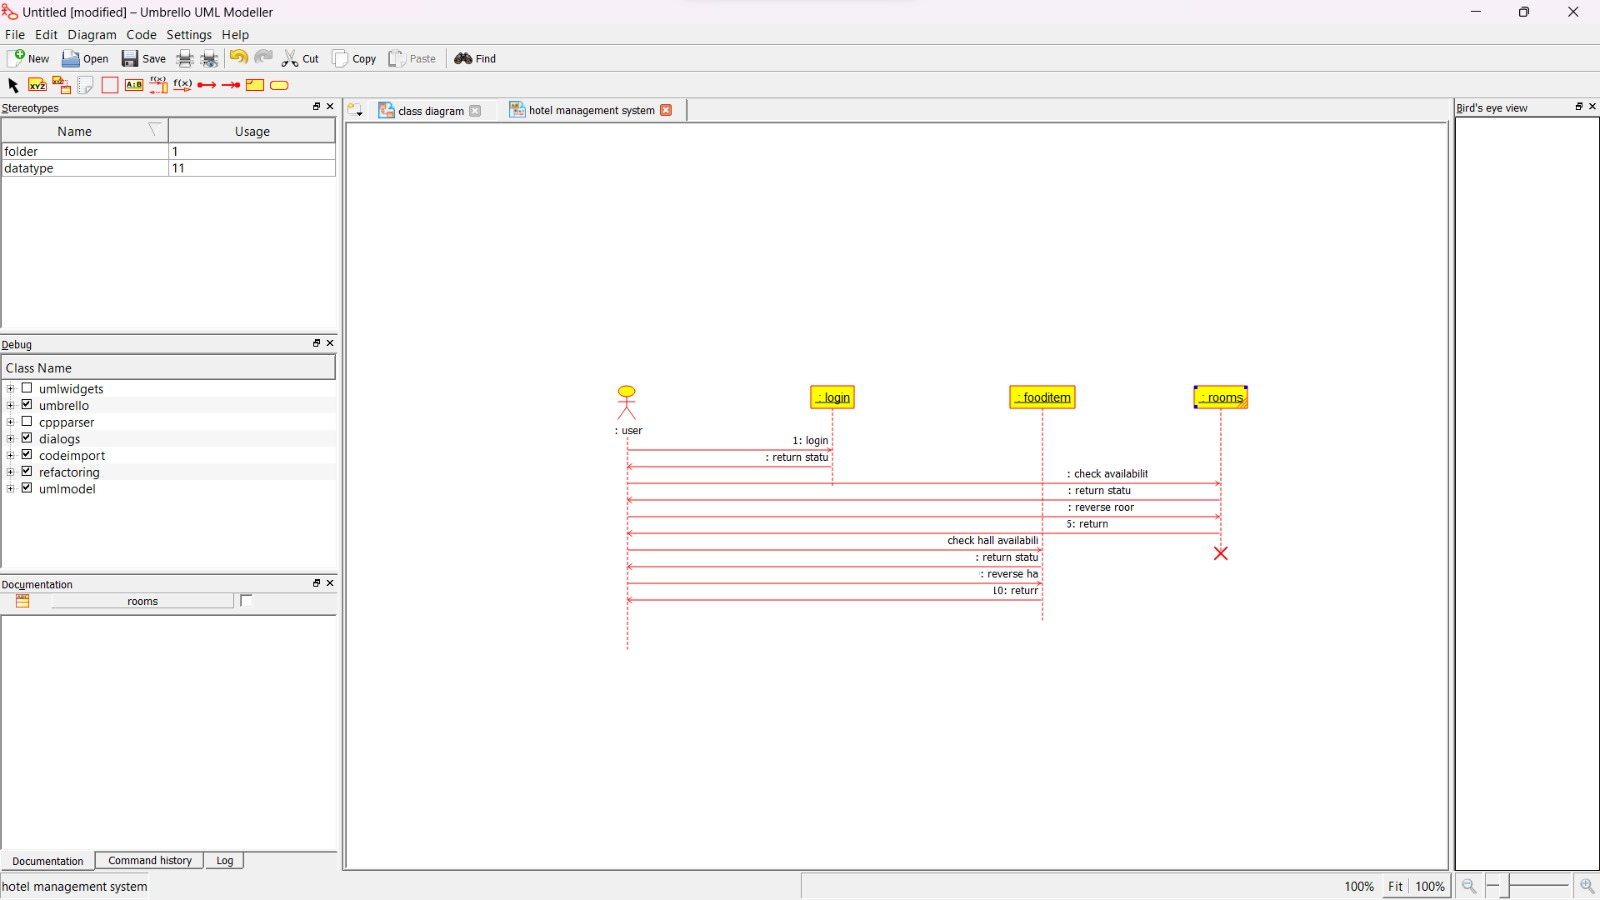 Untitled [modified] – Umbrello UML Modeller
File Edit Diagram Code Settings Help
New Open Save Cut Copy Paste Find
XYZ A:B f(x) f(x)
Stereotypes
Name Usage
folder 1
datatype 11
Debug
Class Name
umlwidgets
umbrello
cppparser
dialogs
codeimport
refactoring
umlmodel
Documentation
rooms
Documentation Command history Log
hotel management system
class diagram hotel management system
: user
: login
: fooditem
: rooms
1: login
: return statu
: check availabilit
: return statu
: reverse roor
5: return
check hall availabili
: return statu
: reverse ha
10: returr
Bird's eye view
100% Fit 100%